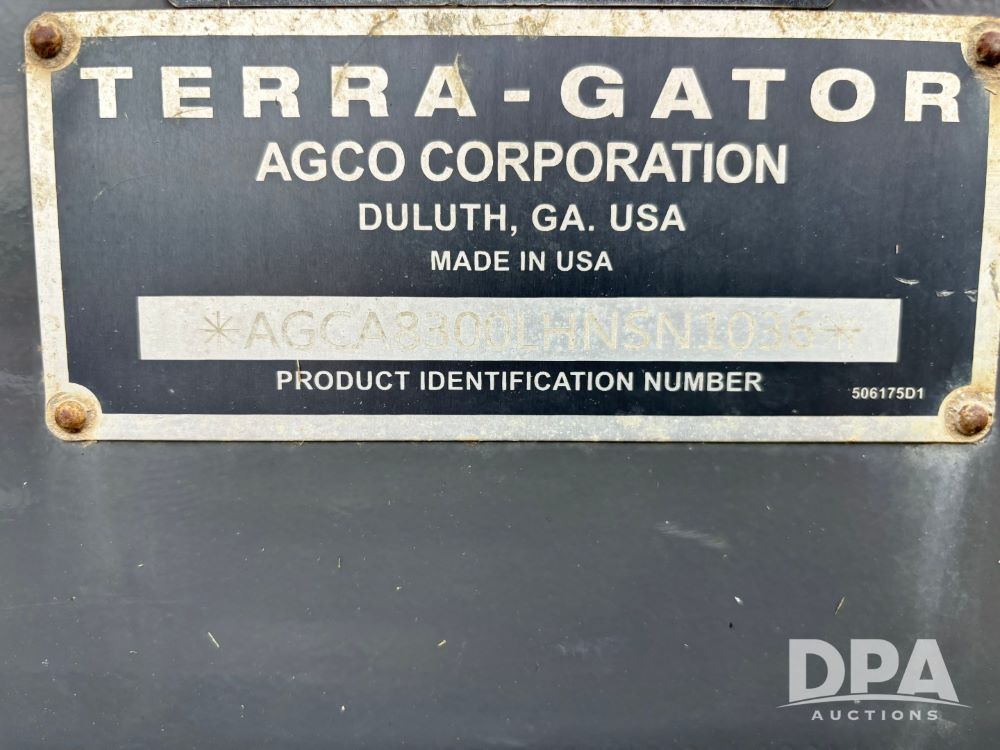 TERRA-GATOR
AGCO CORPORATION
DULUTH, GA. USA
MADE IN USA
*AGCA8300LHNSN1036*
PRODUCT IDENTIFICATION NUMBER
506175D1
DPA
AUCTIONS